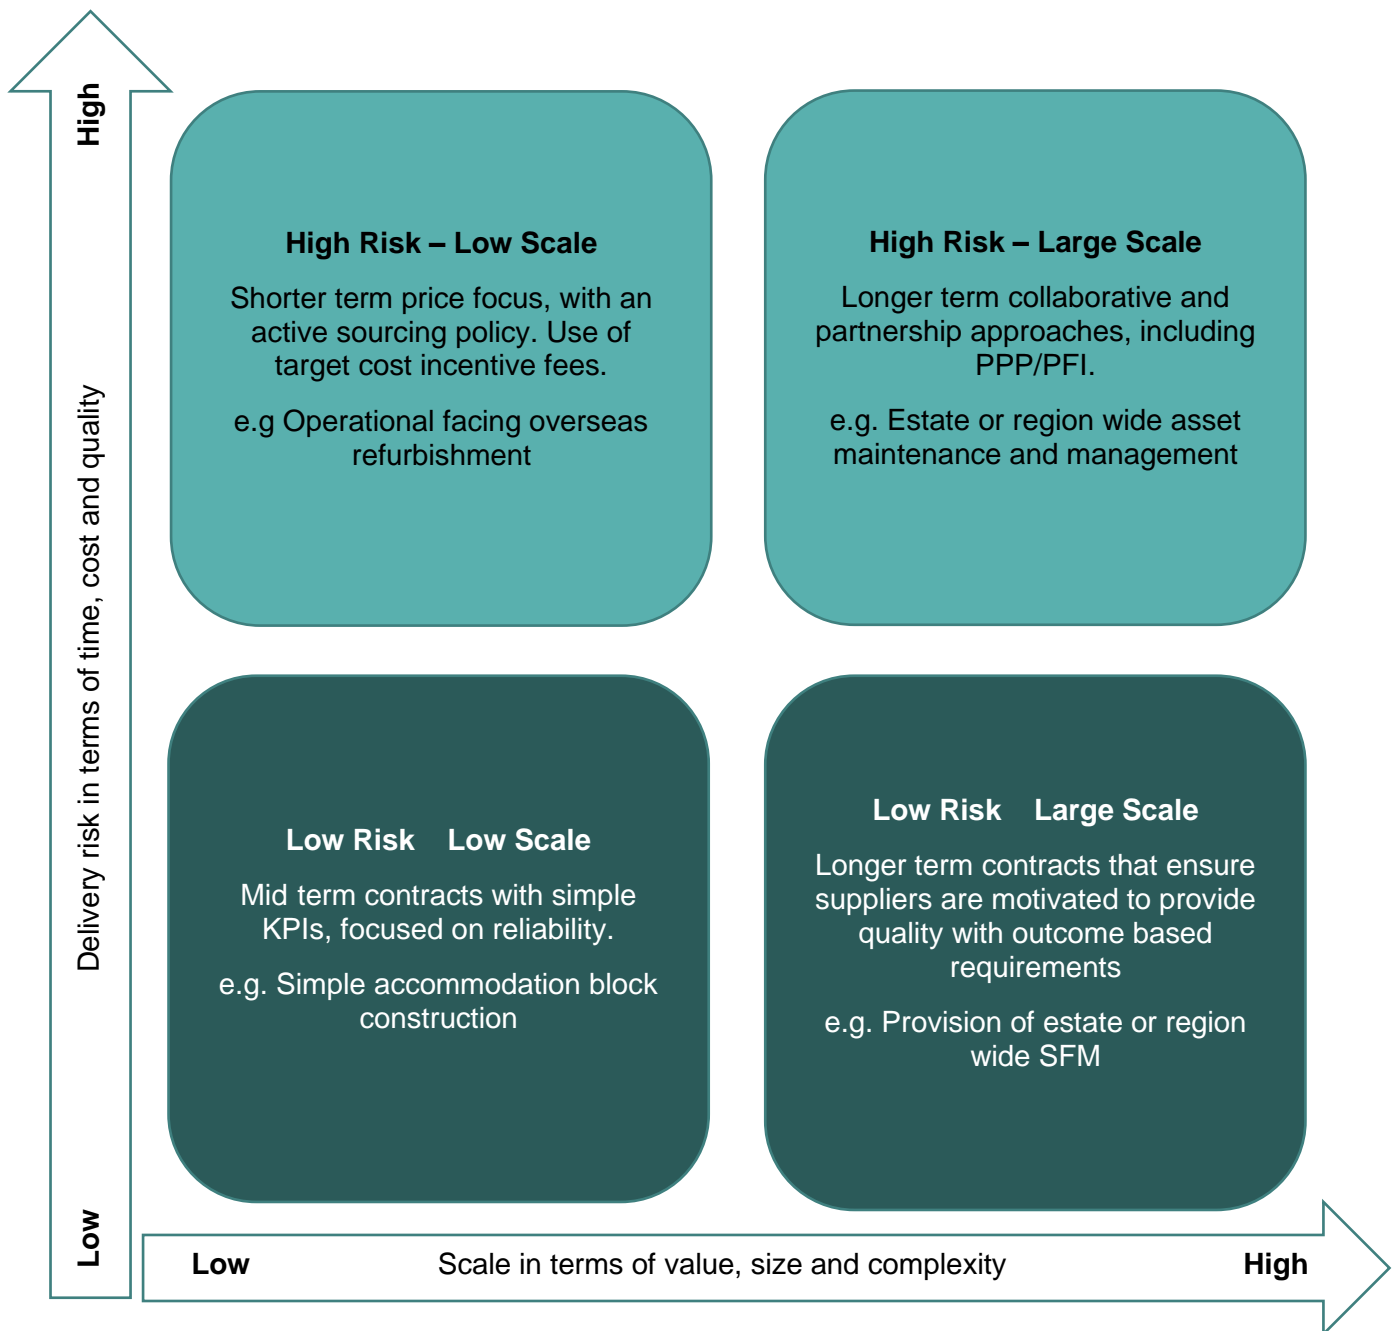 High
Delivery risk in terms of time, cost and quality
Low
High Risk – Low Scale
Shorter term price focus, with an
active sourcing policy. Use of
target cost incentive fees.
e.g Operational facing overseas
refurbishment
High Risk – Large Scale
Longer term collaborative and
partnership approaches, including
PPP/PFI.
e.g. Estate or region wide asset
maintenance and management
Low Risk Low Scale
Mid term contracts with simple
KPIs, focused on reliability.
e.g. Simple accommodation block
construction
Low Risk Large Scale
Longer term contracts that ensure
suppliers are motivated to provide
quality with outcome based
requirements
e.g. Provision of estate or region
wide SFM
Low Scale in terms of value, size and complexity High